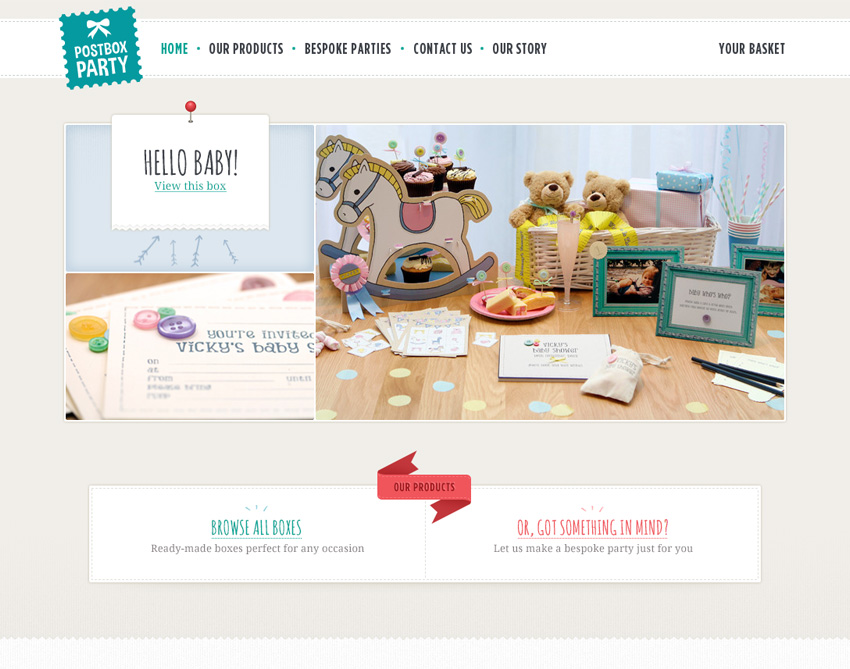 POSTBOX
PARTY
HOME • OUR PRODUCTS • BESPOKE PARTIES • CONTACT US • OUR STORY
YOUR BASKET
HELLO BABY!
View this box
You're invite
Vicky's baby s
on
at
from
until
please bring
rsvp
Vicky's
baby shower
OUR PRODUCTS
BROWSE ALL BOXES
Ready-made boxes perfect for any occasion
OR, GOT SOMETHING IN MIND?
Let us make a bespoke party just for you